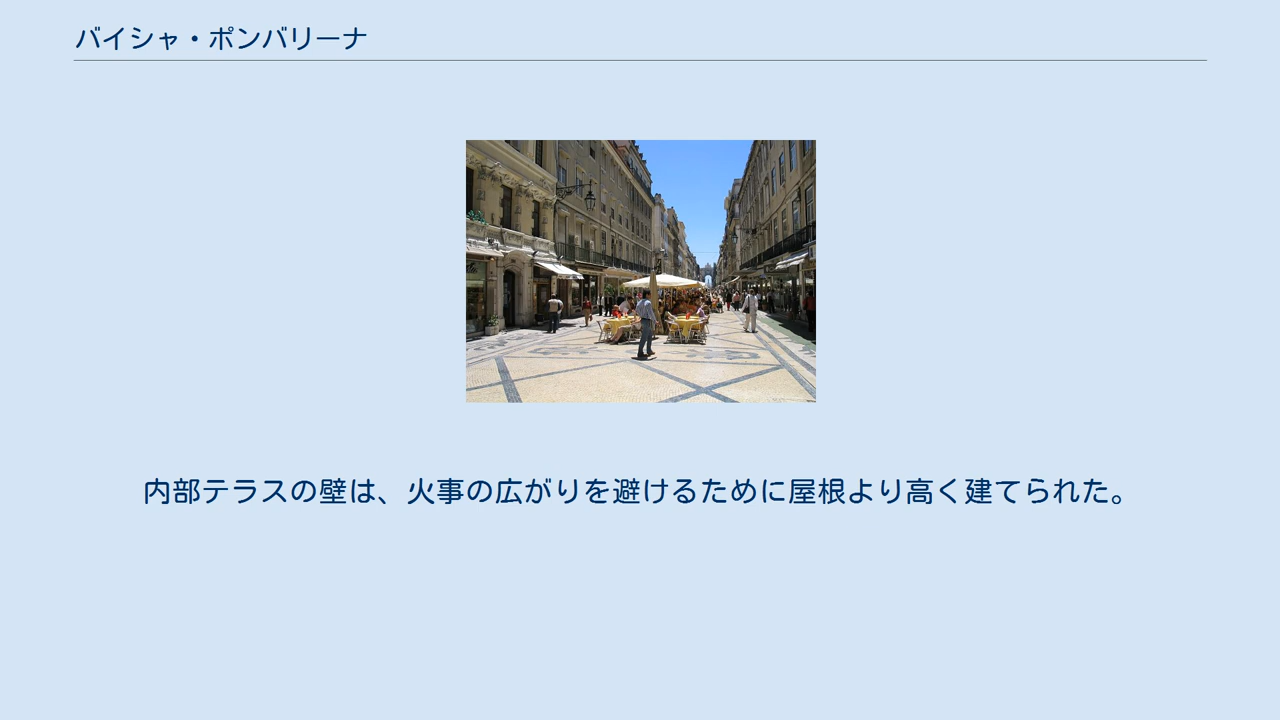 バイシャ・ポンバリーナ
内部テラスの壁は、火事の広がりを避けるために屋根より高く建てられた。